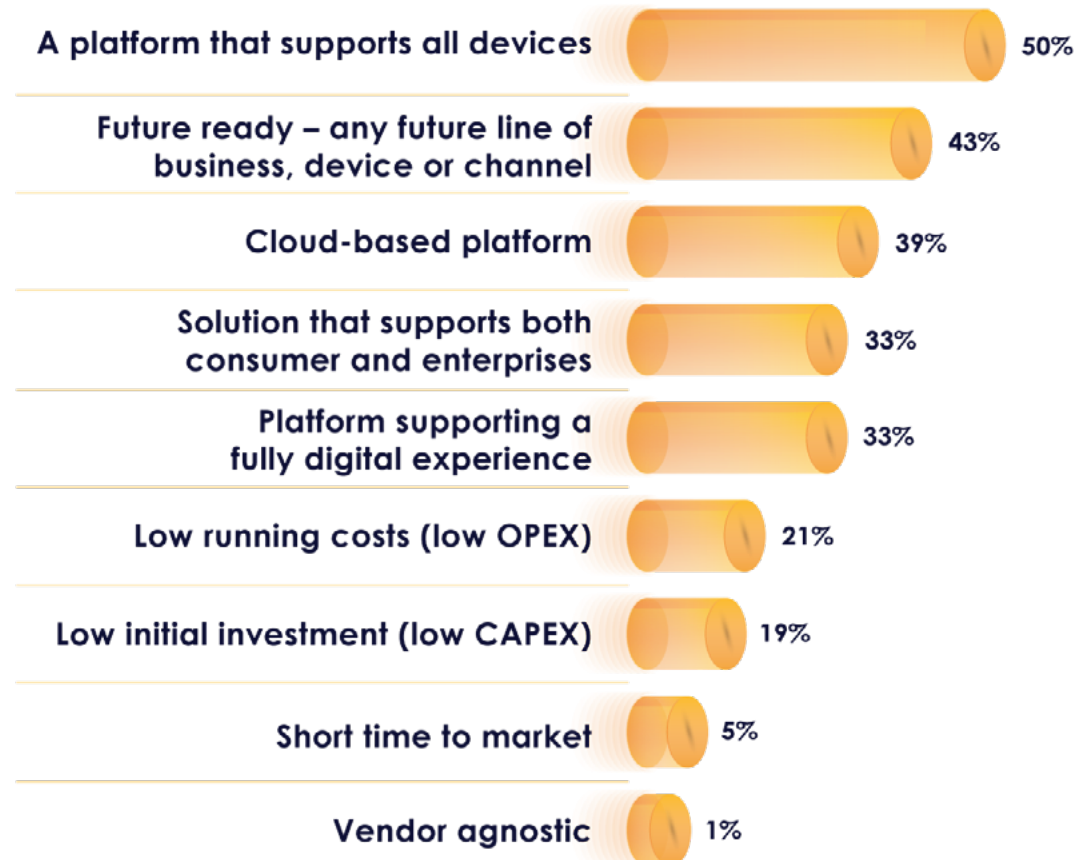 A platform that supports all devices
50%
Future ready – any future line of
business, device or channel
43%
Cloud-based platform
39%
Solution that supports both
consumer and enterprises
33%
Platform supporting a
fully digital experience
33%
Low running costs (low OPEX)
21%
Low initial investment (low CAPEX)
19%
Short time to market
5%
Vendor agnostic
1%